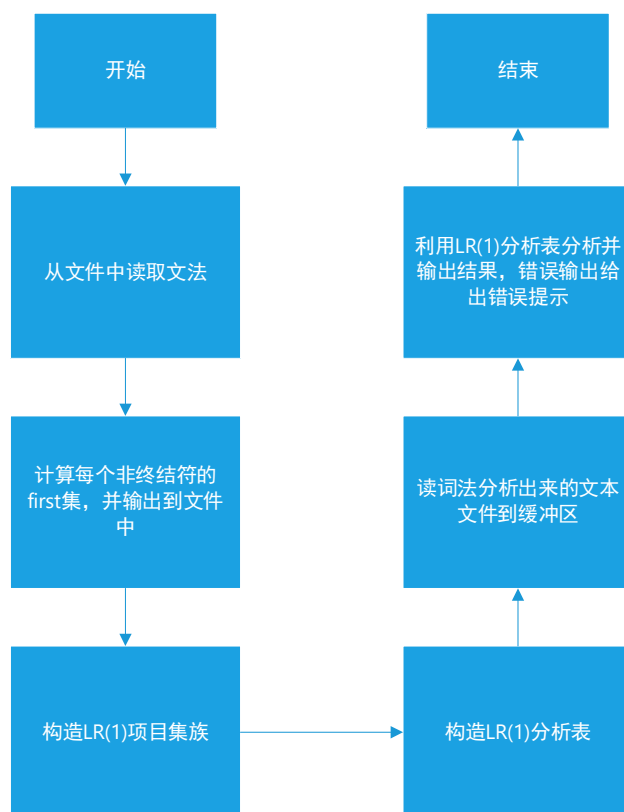 开始
从文件中读取文法
计算每个非终结符的
first集，并输出到文件
中
构造LR(1)项目集族
构造LR(1)分析表
读词法分析出来的文本
文件到缓冲区
利用LR(1)分析表分析并
输出结果，错误输出给
出错误提示
结束